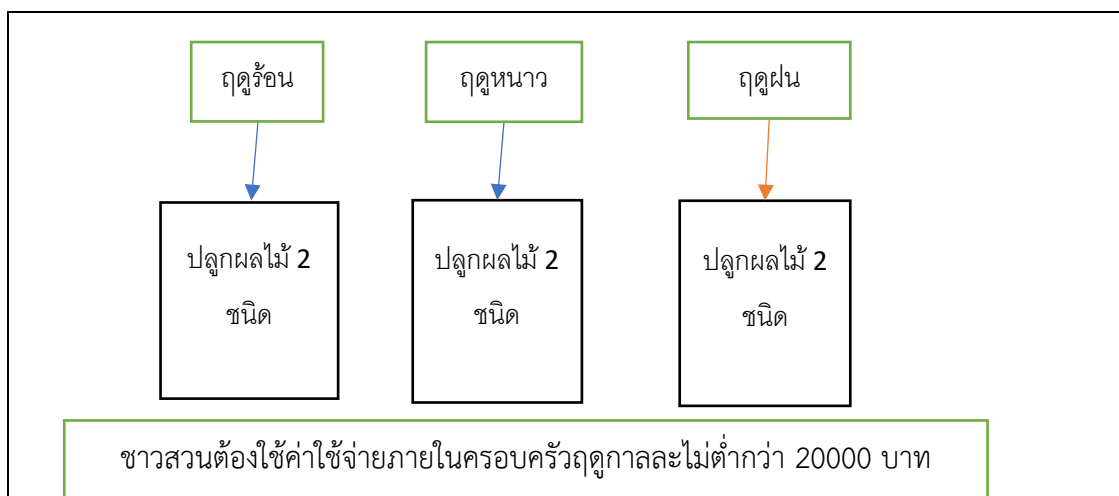 ฤดูร้อน
ฤดูหนาว
ฤดูฝน
ปลูกผลไม้ 2
ชนิด
ปลูกผลไม้ 2
ชนิด
ปลูกผลไม้ 2
ชนิด
ชาวสวนต้องใช้ค่าใช้จ่ายภายในครอบครัวฤดูกาลละไม่ต่ำกว่า 20000 บาท